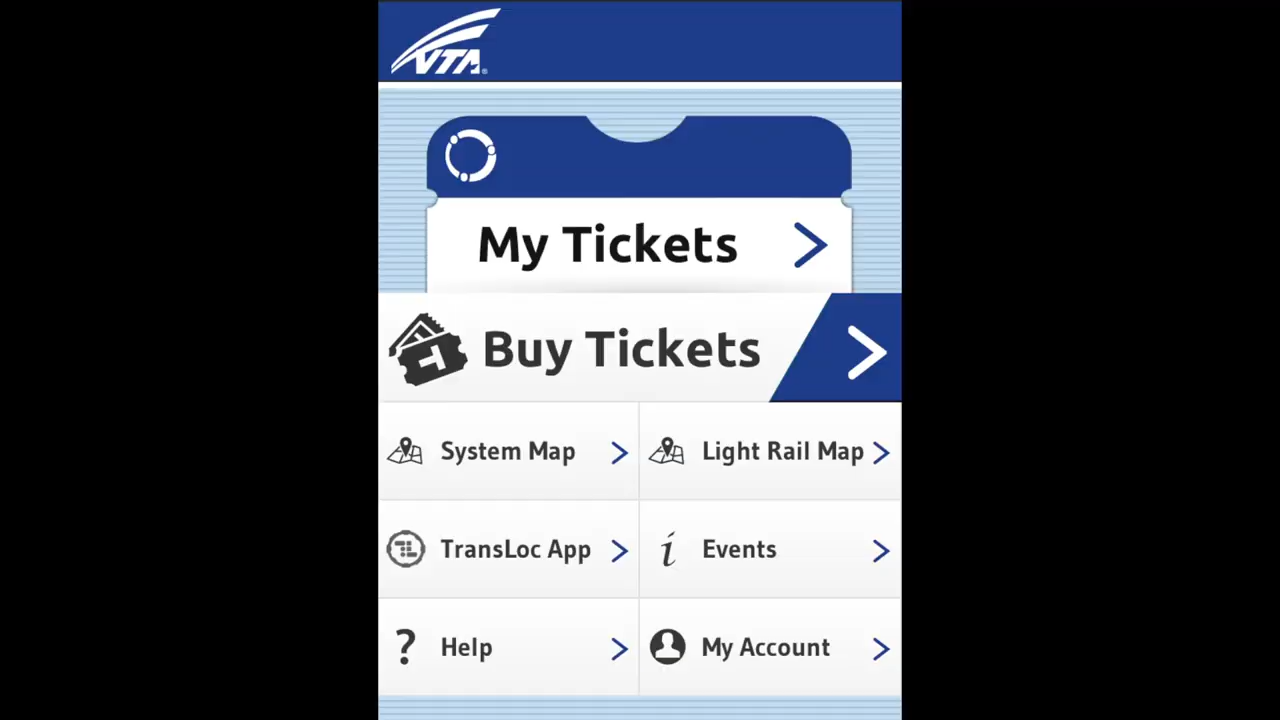 VTA
My Tickets
Buy Tickets
System Map
Light Rail Map
TransLoc App
Events
Help
My Account